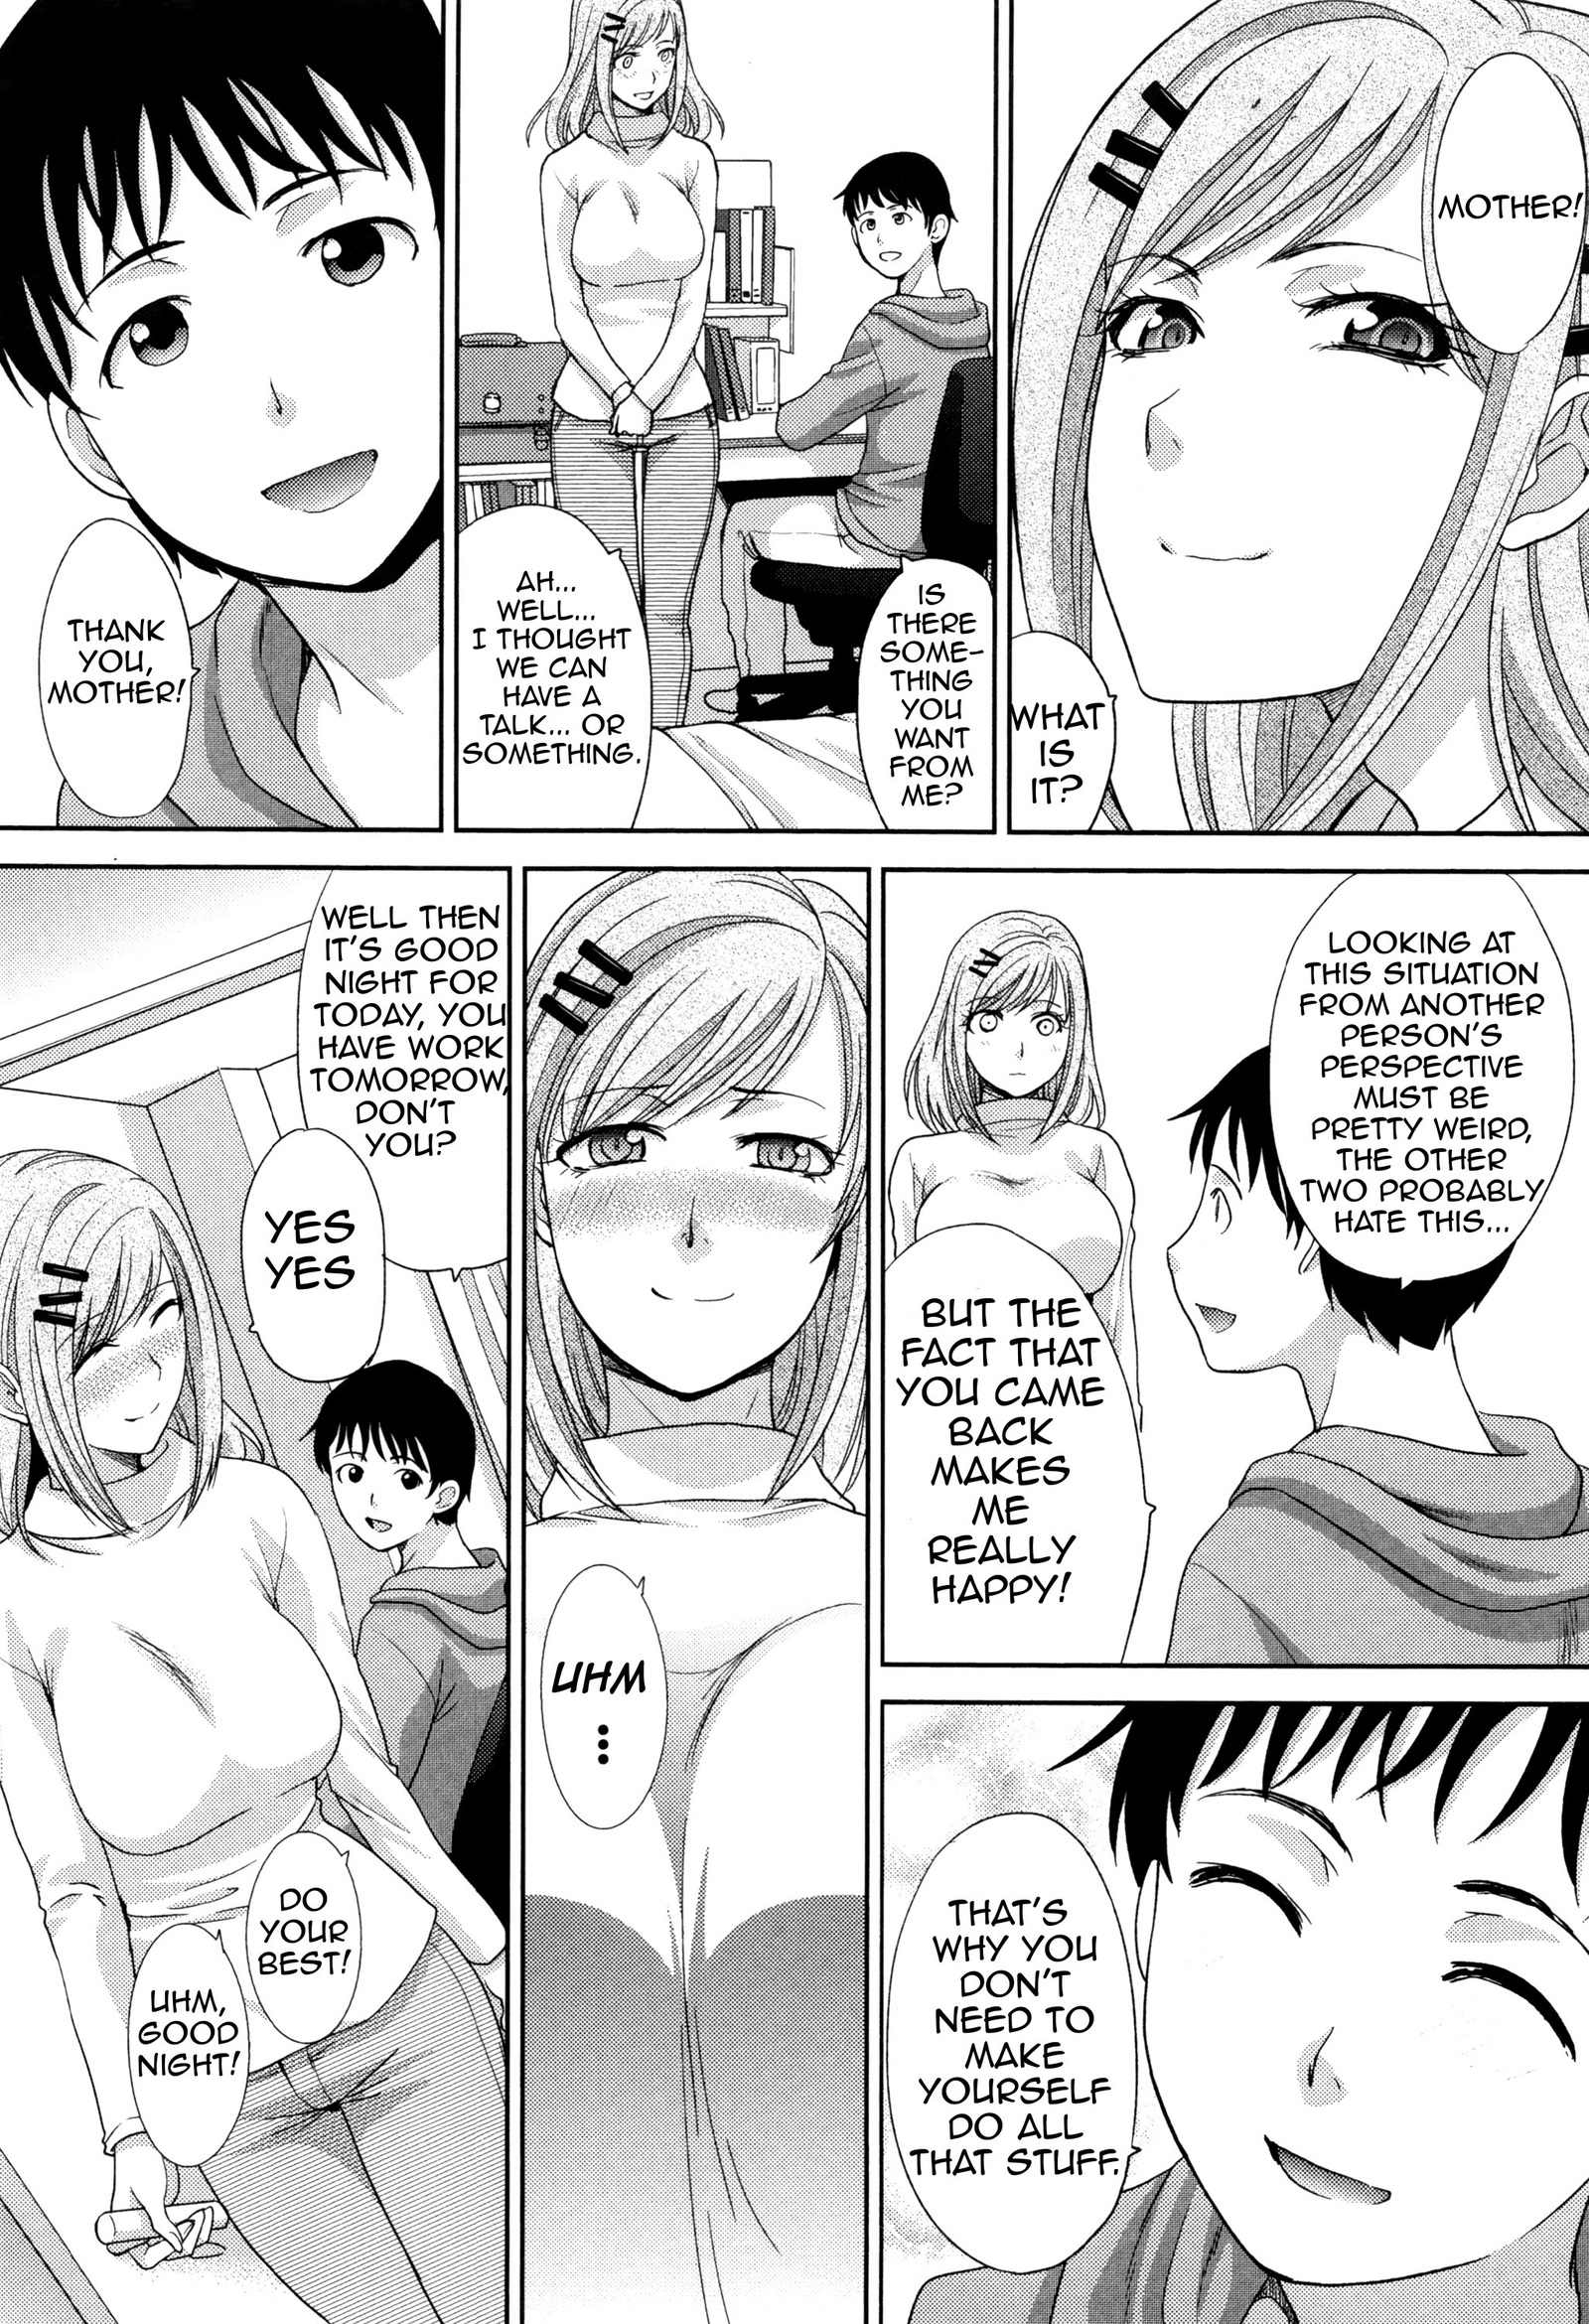 MOTHER!
WHAT
IS
IT?
IS
THERE
SOME-
THING
YOU
WANT
FROM
ME?
AH...
WELL...
I THOUGHT
WE CAN
HAVE A
TALK... OR
SOMETHING.
THANK
YOU,
MOTHER!
LOOKING AT
THIS SITUATION
FROM ANOTHER
PERSON'S
PERSPECTIVE
MUST BE
PRETTY WEIRD,
THE OTHER
TWO PROBABLY
HATE THIS...
BUT THE
FACT THAT
YOU CAME
BACK
MAKES
ME
REALLY
HAPPY!
THAT'S
WHY YOU
DON'T
NEED TO
MAKE
YOURSELF
DO ALL
THAT STUFF.
UHM
...
WELL THEN
IT'S GOOD
NIGHT FOR
TODAY, YOU
HAVE WORK
TOMORROW,
DON'T
YOU?
YES
YES
DO
YOUR
BEST!
UHM,
GOOD
NIGHT!